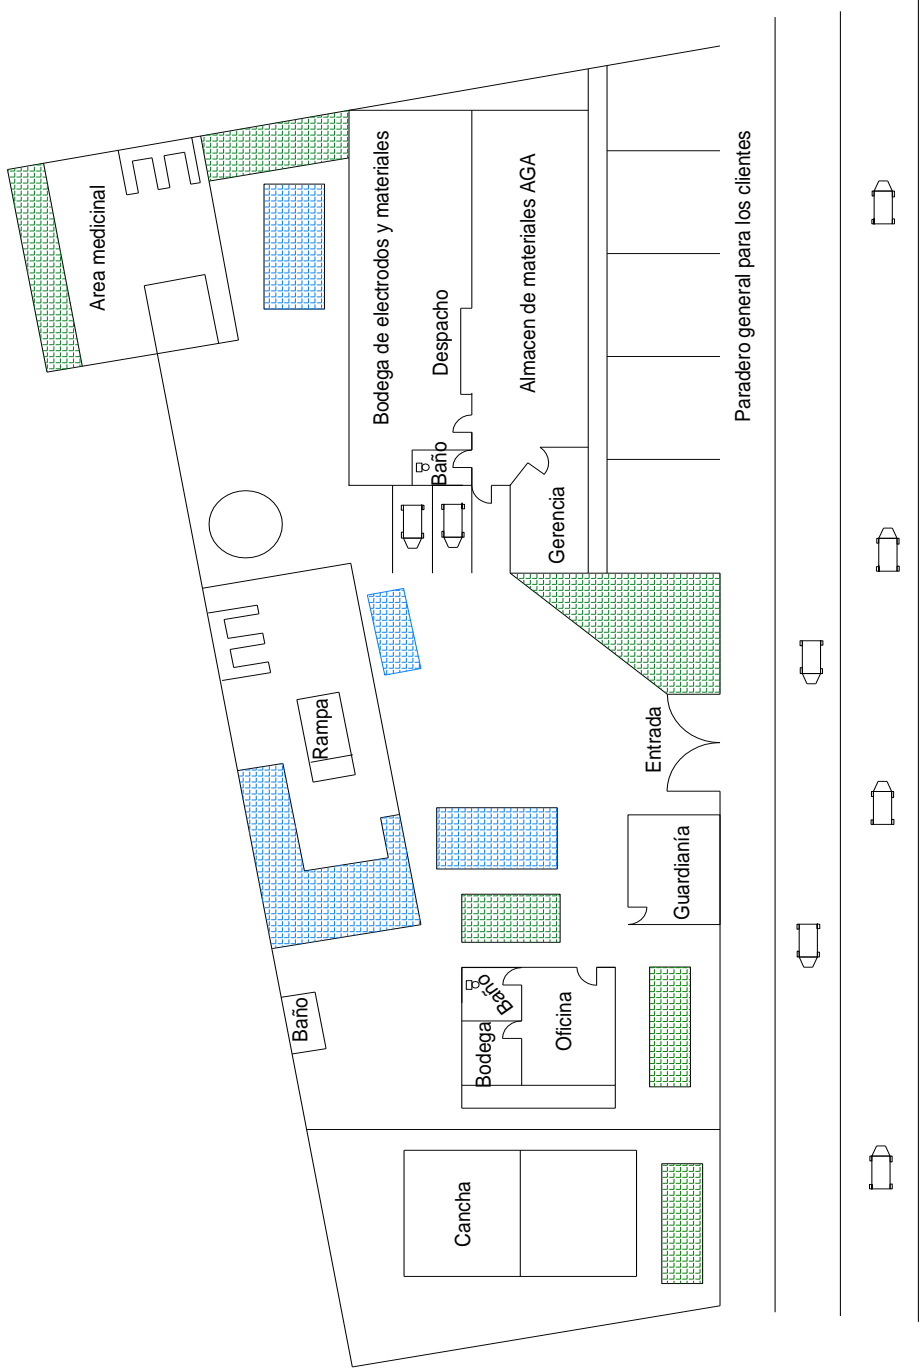 Area medicinal
Bodega de electrodos y materiales
Despacho
Almacen de materiales AGA
Paradero general para los clientes
Baño
Gerencia
Rampa
Entrada
Guardianía
Baño
Baño
Bodega
Oficina
Cancha